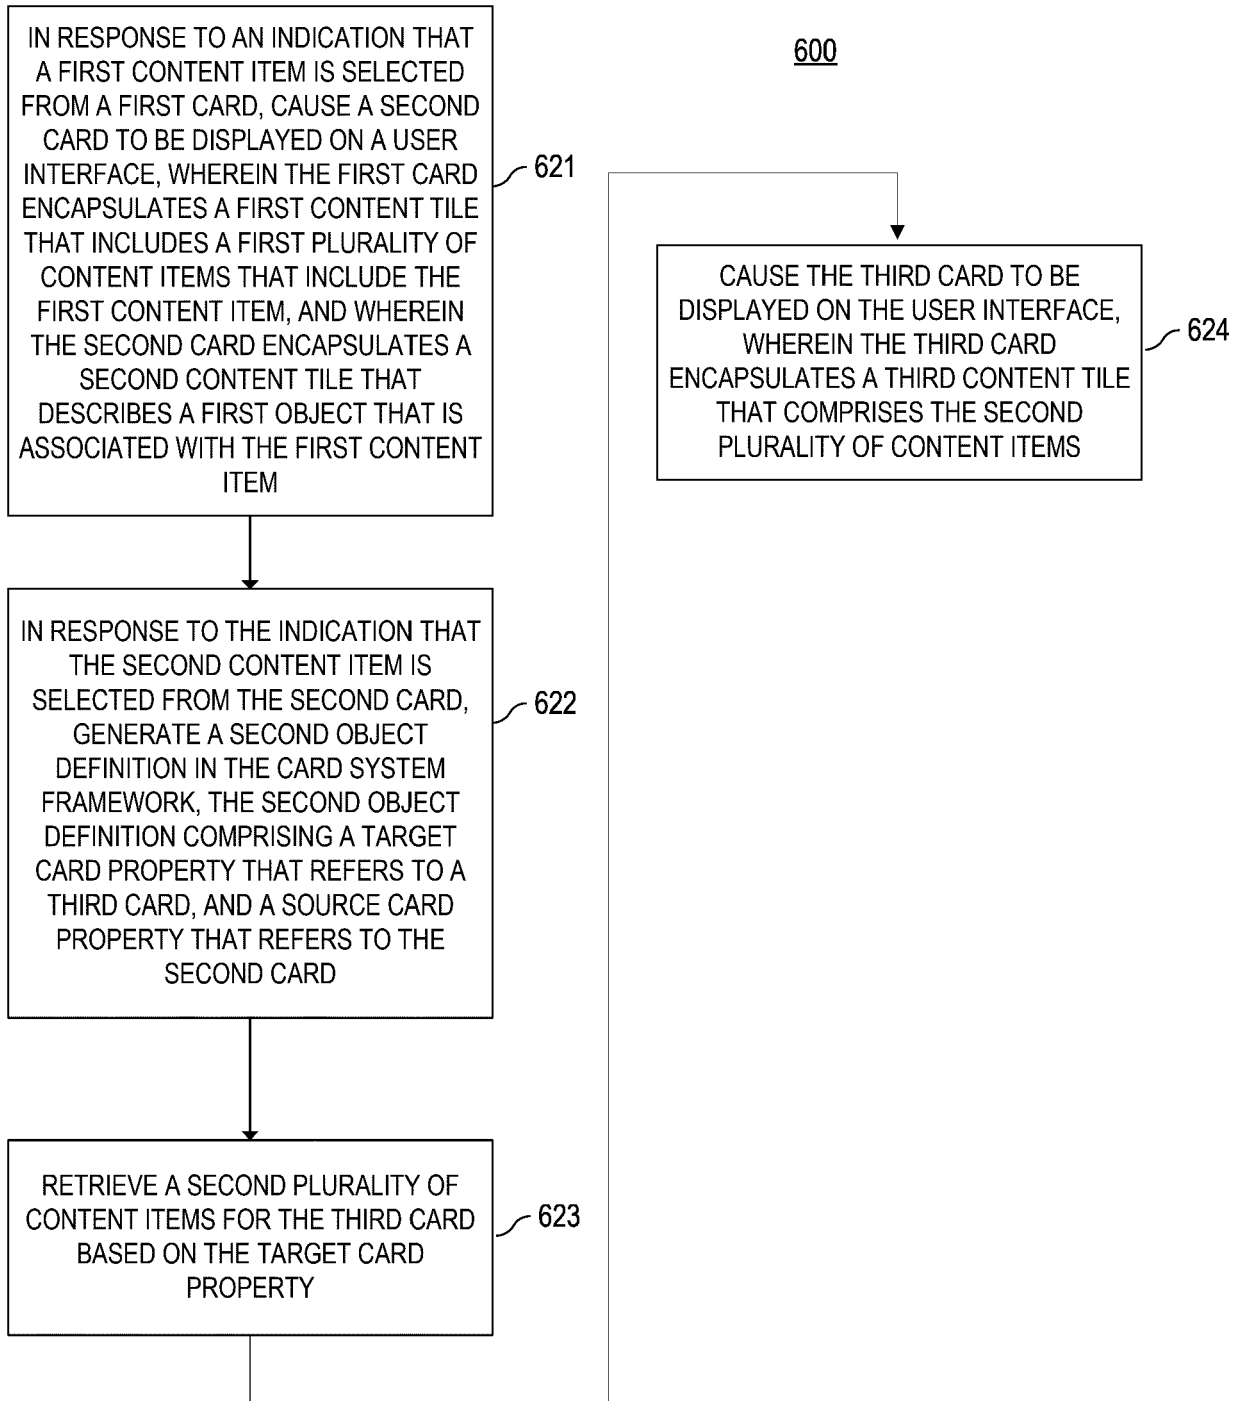 IN RESPONSE TO AN INDICATION THAT
A FIRST CONTENT ITEM IS SELECTED
FROM A FIRST CARD, CAUSE A SECOND
CARD TO BE DISPLAYED ON A USER
INTERFACE, WHEREIN THE FIRST CARD
ENCAPSULATES A FIRST CONTENT TILE
THAT INCLUDES A FIRST PLURALITY OF
CONTENT ITEMS THAT INCLUDE THE
FIRST CONTENT ITEM, AND WHEREIN
THE SECOND CARD ENCAPSULATES A
SECOND CONTENT TILE THAT
DESCRIBES A FIRST OBJECT THAT IS
ASSOCIATED WITH THE FIRST CONTENT
ITEM
621
IN RESPONSE TO THE INDICATION THAT
THE SECOND CONTENT ITEM IS
SELECTED FROM THE SECOND CARD,
GENERATE A SECOND OBJECT
DEFINITION IN THE CARD SYSTEM
FRAMEWORK, THE SECOND OBJECT
DEFINITION COMPRISING A TARGET
CARD PROPERTY THAT REFERS TO A
THIRD CARD, AND A SOURCE CARD
PROPERTY THAT REFERS TO THE
SECOND CARD
622
RETRIEVE A SECOND PLURALITY OF
CONTENT ITEMS FOR THE THIRD CARD
BASED ON THE TARGET CARD
PROPERTY
623
600
CAUSE THE THIRD CARD TO BE
DISPLAYED ON THE USER INTERFACE,
WHEREIN THE THIRD CARD
ENCAPSULATES A THIRD CONTENT TILE
THAT COMPRISES THE SECOND
PLURALITY OF CONTENT ITEMS
624